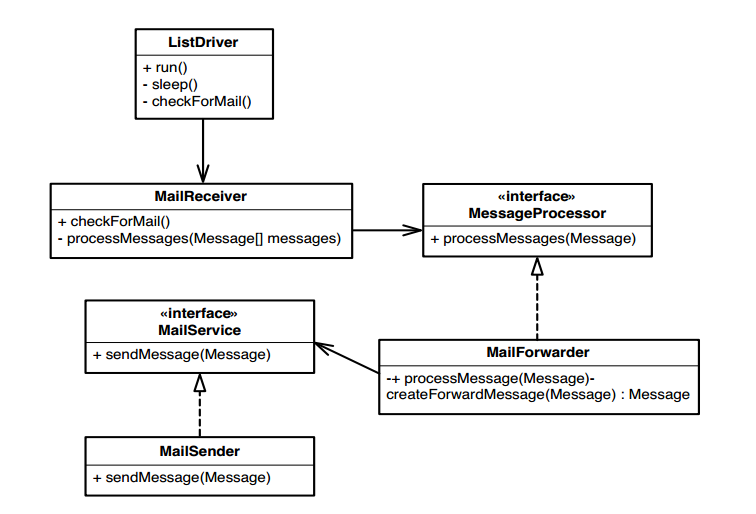 ListDriver
+ run()
- sleep()
- checkForMail()
MailReceiver
+ checkForMail()
- processMessages(Message[] messages)
«interface»
MessageProcessor
+ processMessages(Message)
«interface»
MailService
+ sendMessage(Message)
MailForwarder
-+ processMessage(Message)-
createForwardMessage(Message) : Message
MailSender
+ sendMessage(Message)